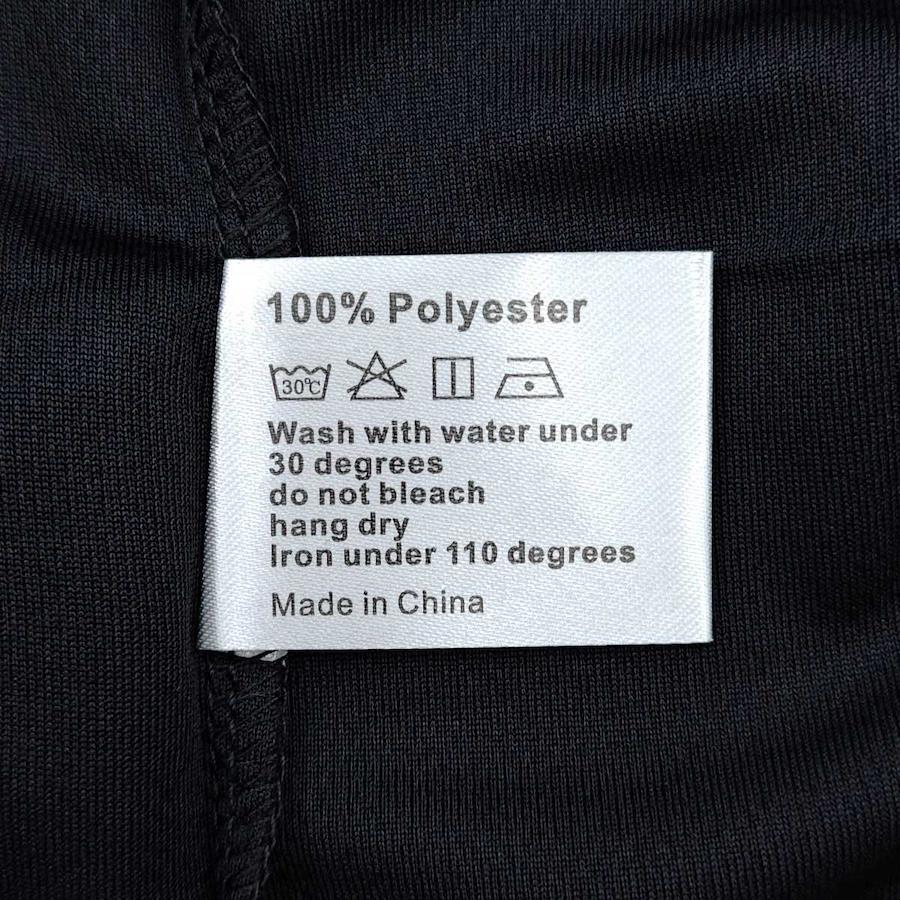 100% Polyester
30℃
Wash with water under
30 degrees
do not bleach
hang dry
Iron under 110 degrees
Made in China